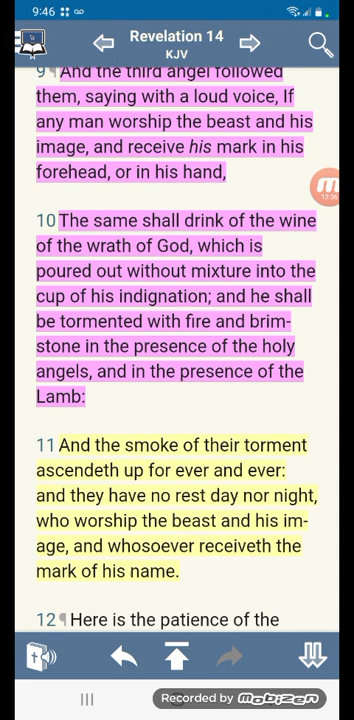 9:46
Revelation 14
KJV
9 ¶ And the third angel followed
them, saying with a loud voice, If
any man worship the beast and his
image, and receive his mark in his
forehead, or in his hand,
12:36
10 The same shall drink of the wine
of the wrath of God, which is
poured out without mixture into the
cup of his indignation; and he shall
be tormented with fire and brim-
stone in the presence of the holy
angels, and in the presence of the
Lamb:
11 And the smoke of their torment
ascendeth up for ever and ever:
and they have no rest day nor night,
who worship the beast and his im-
age, and whosoever receiveth the
mark of his name.
12 ¶ Here is the patience of the
Recorded by MOBIZEN